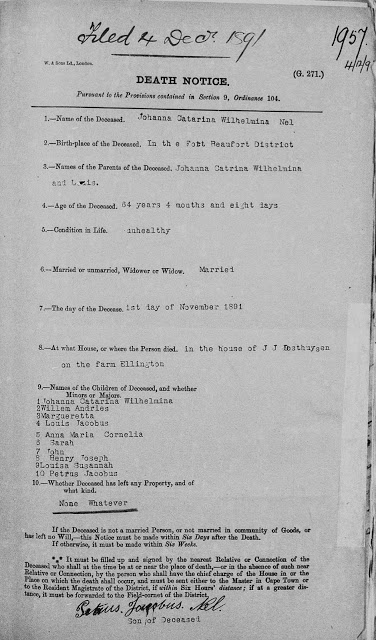 Filed 4 Decr. 1891
1957
4/12/9
W. & Sons Ld., London.
(G. 271.)
DEATH NOTICE.
Pursuant to the Provisions contained in Section 9, Ordinance 104.
1.—Name of the Deceased. Johanna Catarina Wilhelmina Nel
2.—Birth-place of the Deceased. In the Fort Beaufort District
3.—Names of the Parents of the Deceased. Johanna Catrina Wilhelmina
and Louis.
4.—Age of the Deceased. 64 years 4 months and eight days
5.—Condition in Life. unhealthy
6.—Married or unmarried, Widower or Widow. Married
7.—The day of the Decease. 1st day of November 1891
8.—At what House, or where the Person died. in the house of J J Oosthuysen
on the farm Ellington
9.—Names of the Children of Deceased, and whether
Minors or Majors.
1 Johanna Catarina Wilhelmina
2 Willem Andries
3 Margueretta
4 Louis Jacobus
5 Anna Maria Cornelia
6 Sarah
7 John
8 Henry Joseph
9 Louisa Susannah
10 Petrus Jacobus
10.—Whether Deceased has left any Property, and of
what kind.
None Whatever
If the Deceased is not a married Person, or not married in community of Goods, or
has left no Will,—this Notice must be made within Six Days after the Death.
If otherwise, it must be made within Six Weeks.
*** It must be filled up and signed by the nearest Relative or Connection of the
Deceased who shall at the time be at or near the place of death,—or in the absence of such near
Relative or Connection, by the person who shall have the chief charge of the House in or the
Place on which the death shall occur, and must be sent either to the Master in Cape Town or
to the Resident Magistrate of the District, if within Six Hours' distance; if at a greater dis-
tance, it must be forwarded to the Field-cornet of the District.
Petrus. Jacobus. Nel.
Son of Deceased